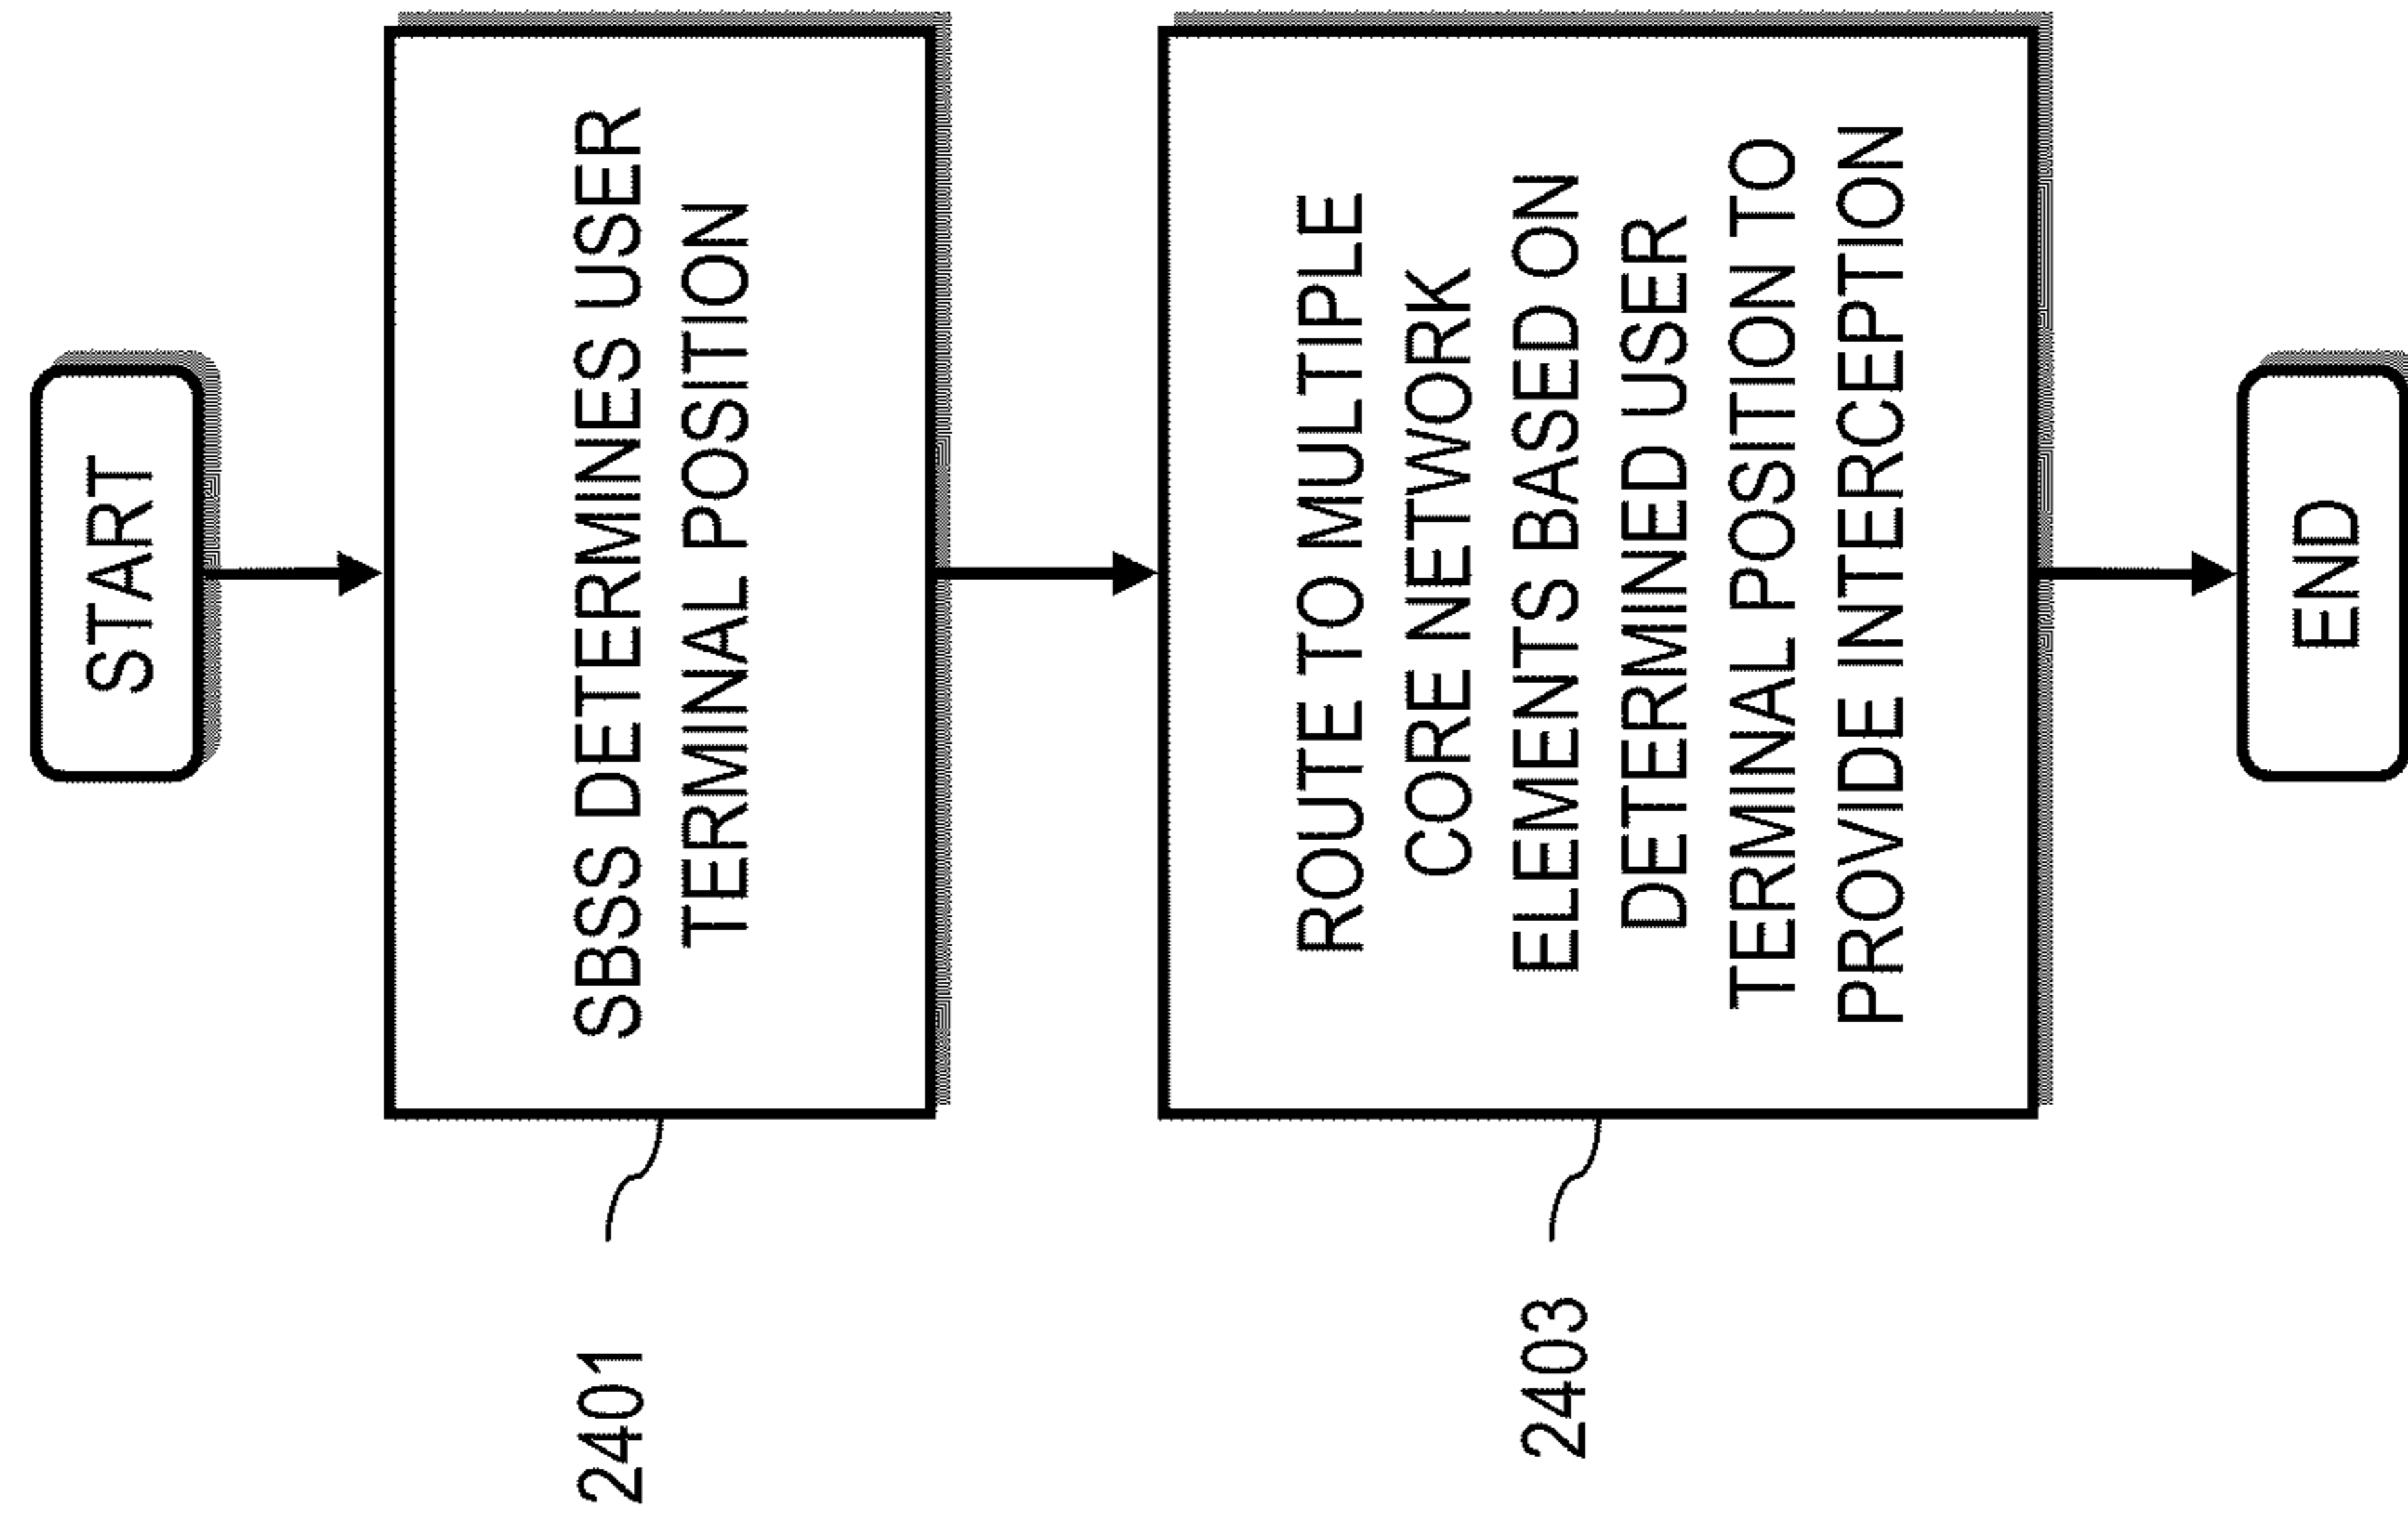 START
2401
SBSS DETERMINES USER
TERMINAL POSITION
2403
ROUTE TO MULTIPLE
CORE NETWORK
ELEMENTS BASED ON
DETERMINED USER
TERMINAL POSITION TO
PROVIDE INTERCEPTION
END